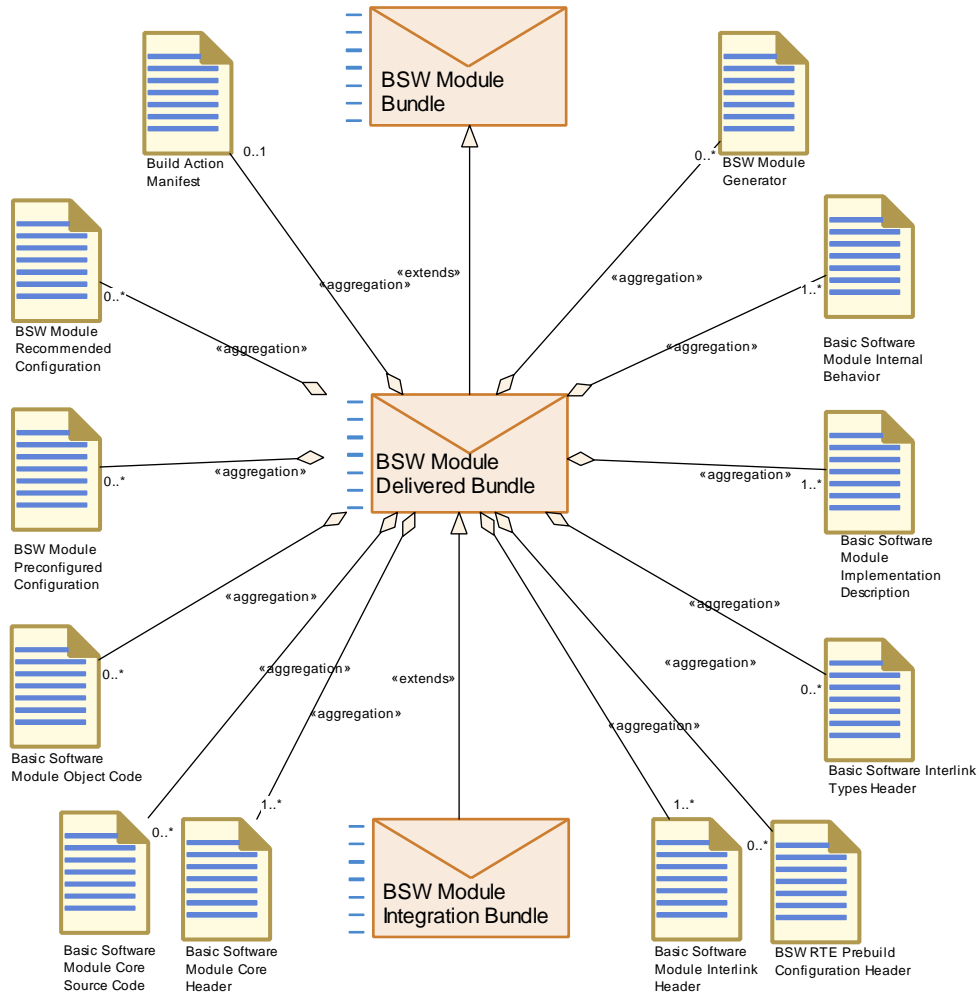 BSW Module
Bundle
Build Action
Manifest
0..1
0..*
BSW Module
Generator
«extends»
«aggregation»
«aggregation»
0..*
BSW Module
Recommended
Configuration
«aggregation»
1..*
«aggregation»
Basic Software
Module Internal
Behavior
BSW Module
Delivered Bundle
0..*
«aggregation»
BSW Module
Preconfigured
Configuration
«aggregation»
1..*
Basic Software
Module
Implementation
Description
«aggregation»
0..*
Basic Software
Module Object Code
«aggregation»
«aggregation»
«extends»
«aggregation»
«aggregation»
«aggregation»
0..*
Basic Software Interlink
Types Header
0..*
Basic Software
Module Core
Source Code
1..*
Basic Software
Module Core
Header
BSW Module
Integration Bundle
1..*
Basic Software
Module Interlink
Header
0..*
BSW RTE Prebuild
Configuration Header